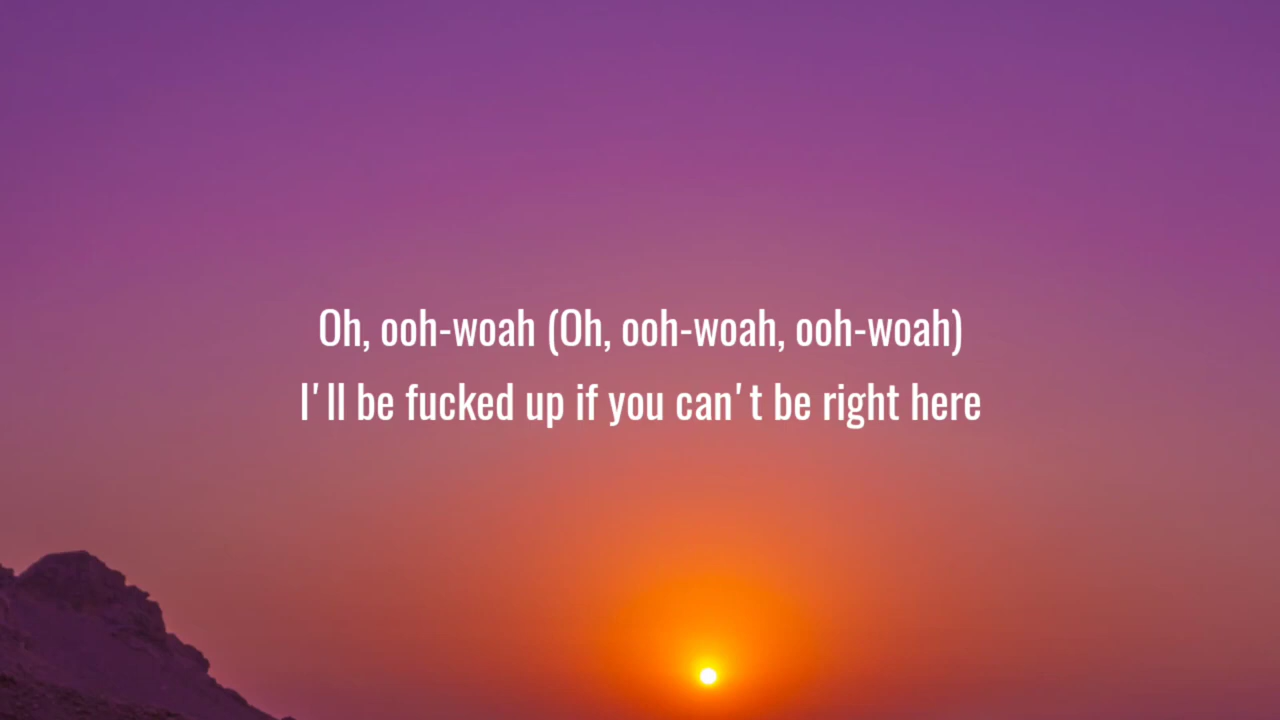 Oh, ooh-woah (Oh, ooh-woah, ooh-woah)
I'll be fucked up if you can't be right here